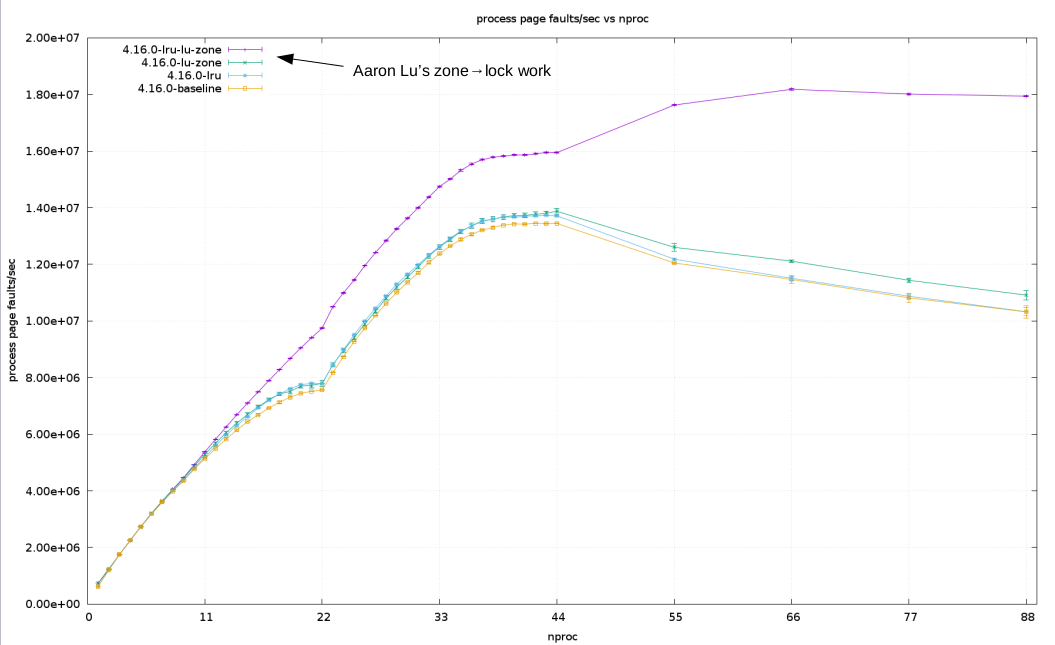 process page faults/sec vs nproc
2.00e+07
1.80e+07
1.60e+07
1.40e+07
1.20e+07
1.00e+07
8.00e+06
6.00e+06
4.00e+06
2.00e+06
0.00e+00
process page faults/sec
4.16.0-lru-lu-zone
4.16.0-lu-zone
4.16.0-lru
4.16.0-baseline
Aaron Lu's zone→lock work
0 11 22 33 44 55 66 77 88
nproc